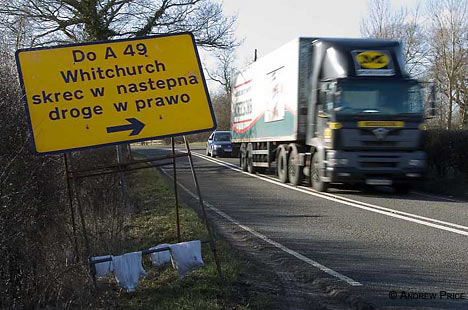 Do A 49
Whitchurch
skrec w nastepna
droge w prawo
© ANDREW PRICE